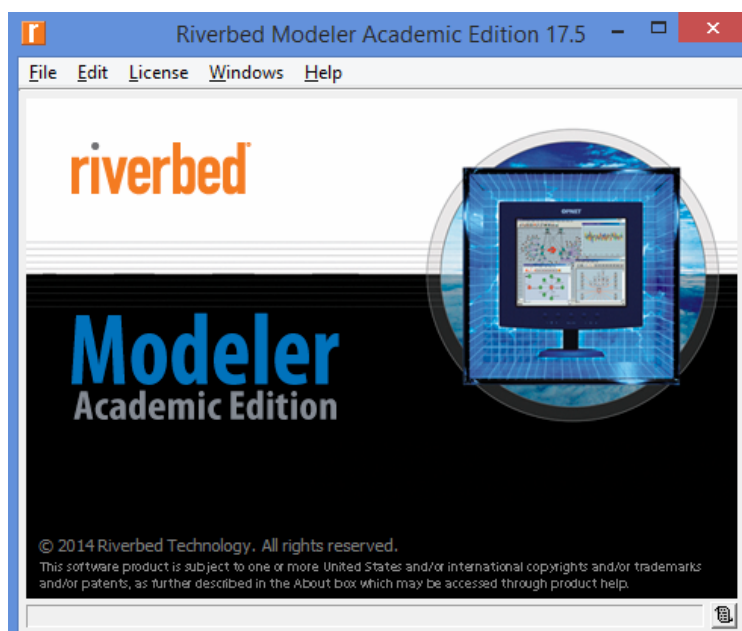 r
Riverbed Modeler Academic Edition 17.5
File Edit License Windows Help
riverbed
OPNET
Modeler
Academic Edition
© 2014 Riverbed Technology. All rights reserved.
This software product is subject to one or more United States and/or international copyrights and/or trademarks
and/or patents, as further described in the About box which may be accessed through product help.